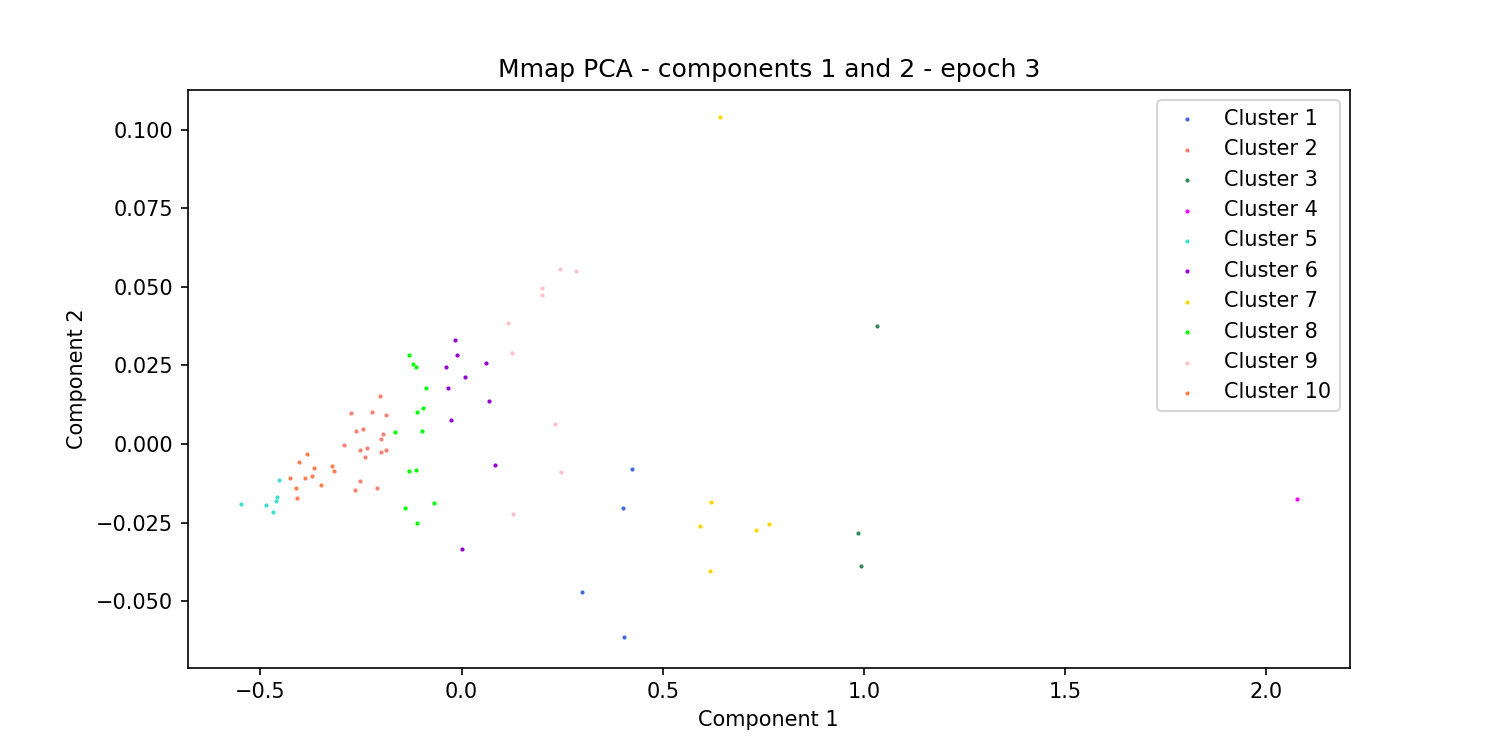 Mmap PCA - components 1 and 2 - epoch 3
Component 2
0.100
0.075
0.050
0.025
0.000
−0.025
−0.050
Cluster 1
Cluster 2
Cluster 3
Cluster 4
Cluster 5
Cluster 6
Cluster 7
Cluster 8
Cluster 9
Cluster 10
−0.5 0.0 0.5 1.0 1.5 2.0
Component 1